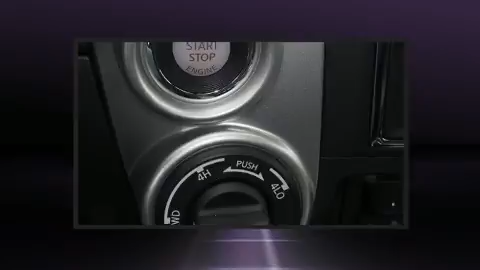 START
STOP
ENGINE
PUSH
4H
4LO
WD